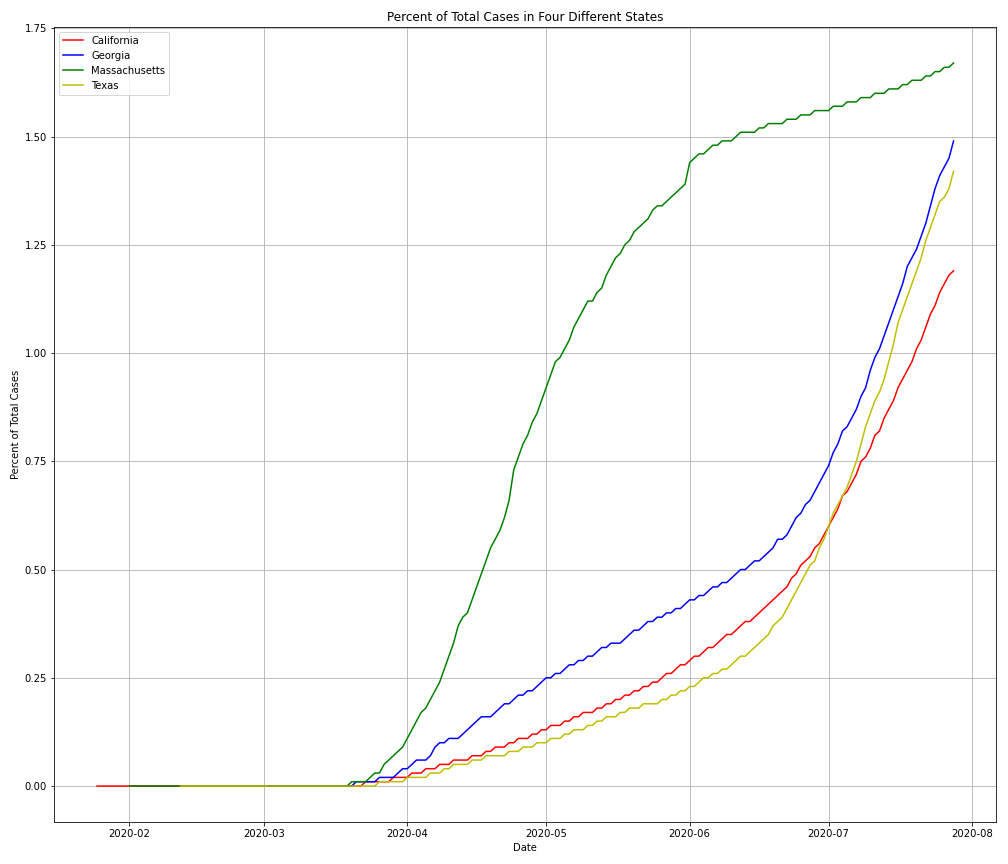 Percent of Total Cases in Four Different States
1.75
1.50
1.25
1.00
0.75
0.50
0.25
0.00
Percent of Total Cases
California
Georgia
Massachusetts
Texas
2020-02 2020-03 2020-04 2020-05 2020-06 2020-07 2020-08
Date